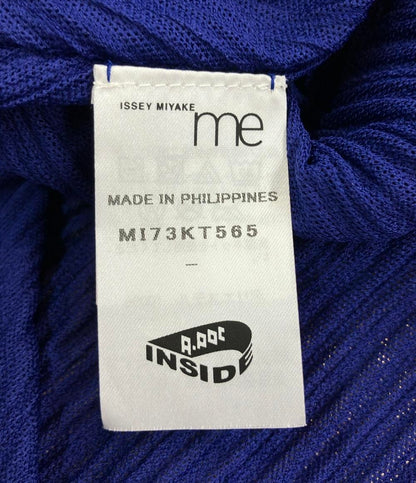 ISSEY MIYAKE me
MADE IN PHILIPPINES
MI73KT565
–
A.POC
INSIDE